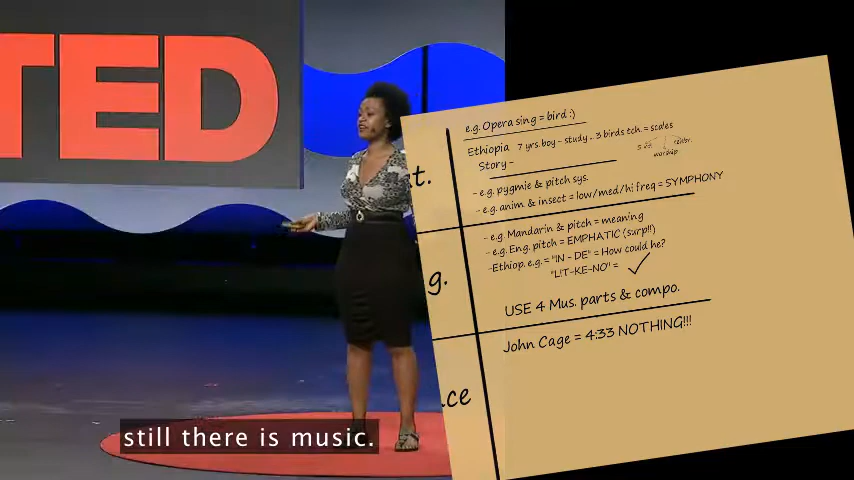 TED
e.g. Opera sing = bird :)
Ethiopia 7 yrs. boy - study - 3 birds tch. = scales
Story -
worship
- e.g. pygmie & pitch sys.
- e.g. anim & insect = low/med/hi freq = SYMPHONY
t.
- e.g. Mandarin & pitch = meaning
- e.g. Eng. pitch = EMPHATIC (surp!!)
-Ethiop. e.g. = "IN - DE" = How could he?
"LIT-KE-NO" =
g.
USE 4 Mus. parts & compo.
John Cage = 4:33 NOTHING!!!
ce
still there is music.